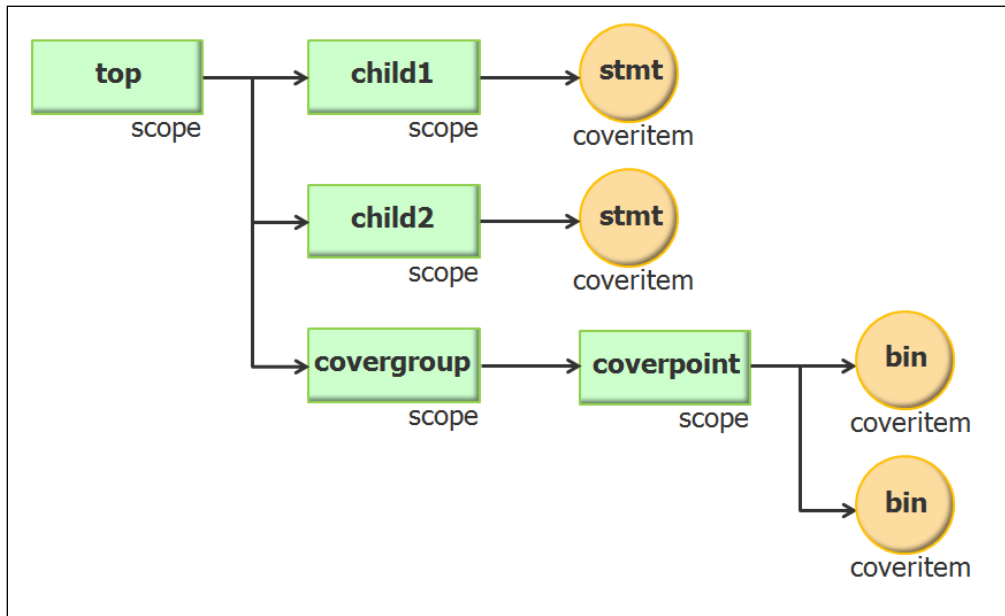 top
scope
child1
scope
stmt
coveritem
child2
scope
stmt
coveritem
covergroup
scope
coverpoint
scope
bin
coveritem
bin
coveritem